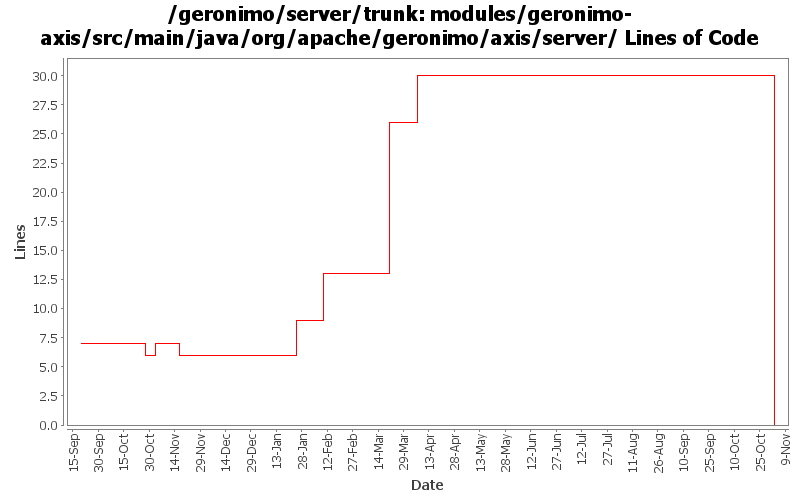 /geronimo/server/trunk: modules/geronimo-
axis/src/main/java/org/apache/geronimo/axis/server/ Lines of Code
30.0
27.5
25.0
22.5
20.0
17.5
15.0
12.5
10.0
7.5
5.0
2.5
0.0
Lines
15-Sep
30-Sep
15-Oct
30-Oct
14-Nov
29-Nov
14-Dec
29-Dec
13-Jan
28-Jan
12-Feb
27-Feb
14-Mar
29-Mar
13-Apr
28-Apr
13-May
28-May
12-Jun
27-Jun
12-Jul
27-Jul
11-Aug
26-Aug
10-Sep
25-Sep
10-Oct
25-Oct
9-Nov
Date